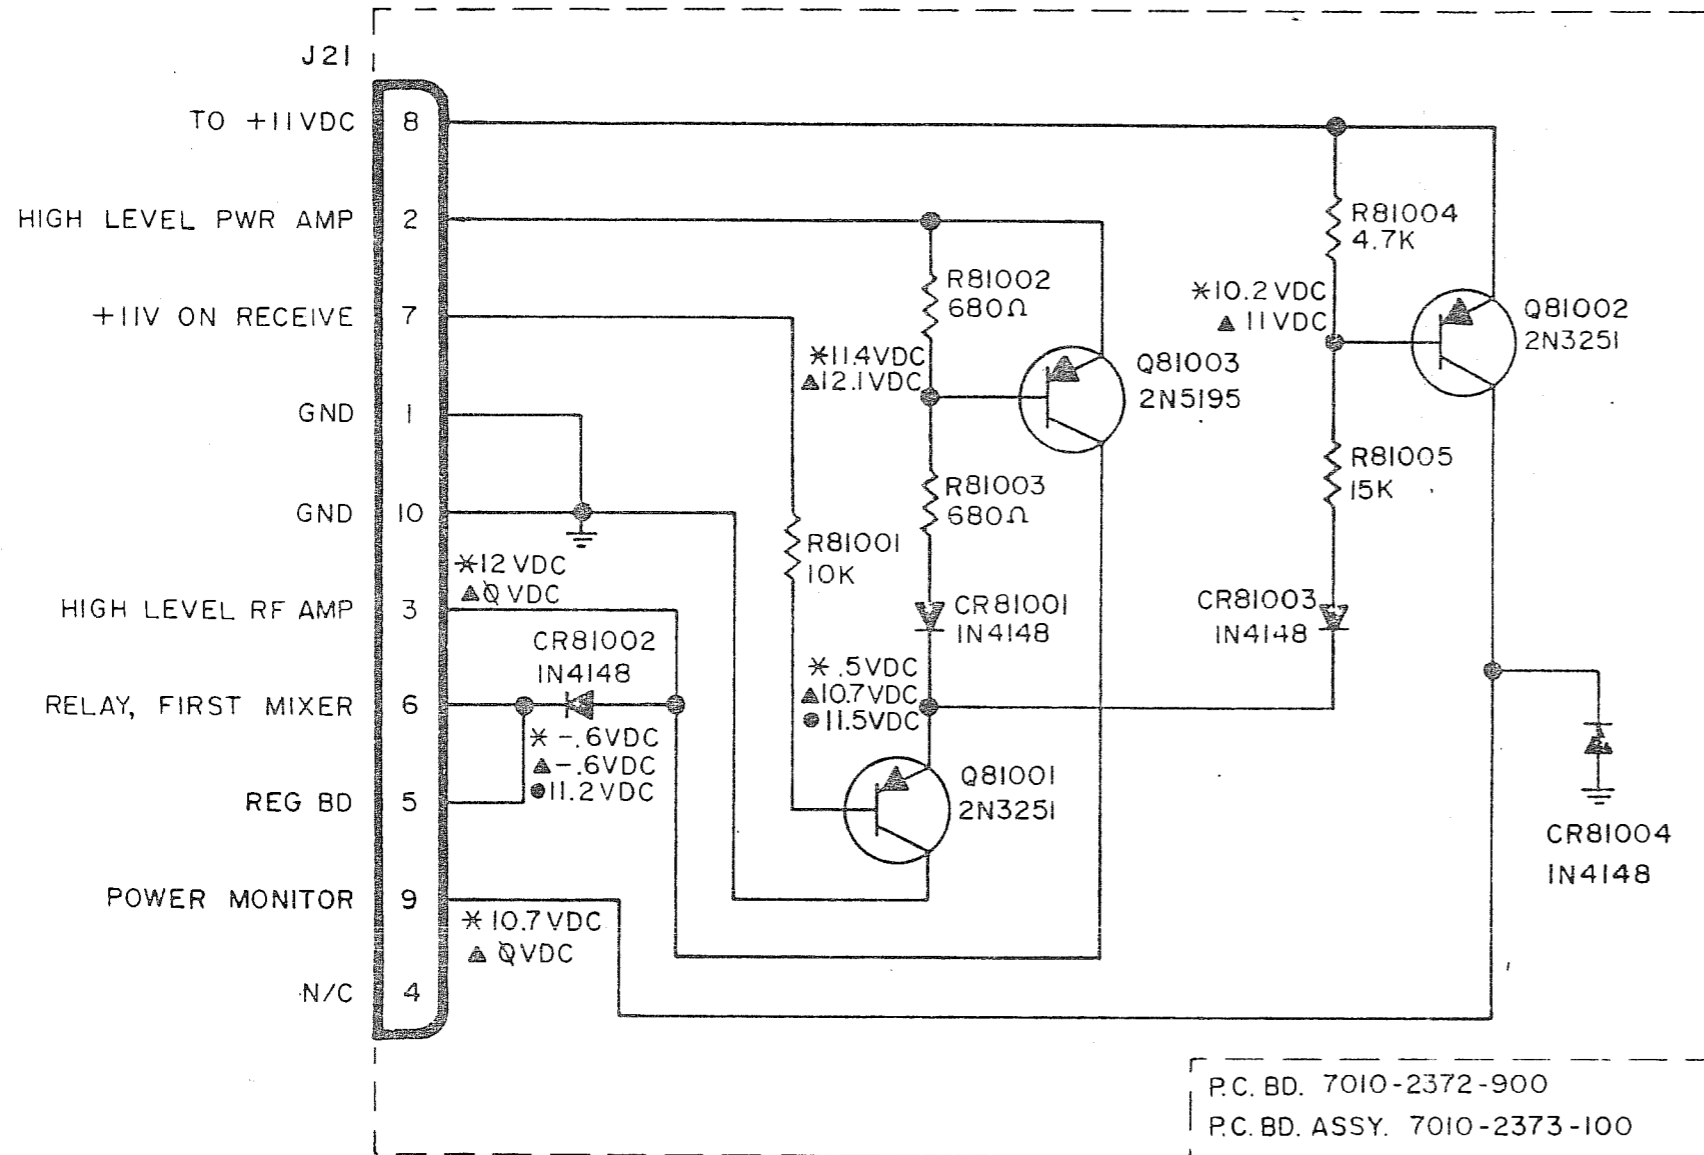 J21
TO +11VDC 8
HIGH LEVEL PWR AMP 2
+11V ON RECEIVE 7
GND 1
GND 10
HIGH LEVEL RF AMP 3
RELAY, FIRST MIXER 6
REG BD 5
POWER MONITOR 9
N/C 4
*12 VDC
▲0 VDC
CR81002
1N4148
* -.6VDC
▲-.6VDC
●11.2VDC
* 10.7VDC
▲ 0VDC
R81001
10K
R81002
680Ω
*11.4VDC
▲12.1VDC
Q81003
2N5195
R81003
680Ω
CR81001
1N4148
* .5VDC
▲10.7VDC
●11.5VDC
Q81001
2N3251
R81004
4.7K
*10.2VDC
▲ 11VDC
Q81002
2N3251
R81005
15K
CR81003
1N4148
CR81004
1N4148
P.C. BD. 7010-2372-900
P.C. BD. ASSY. 7010-2373-100